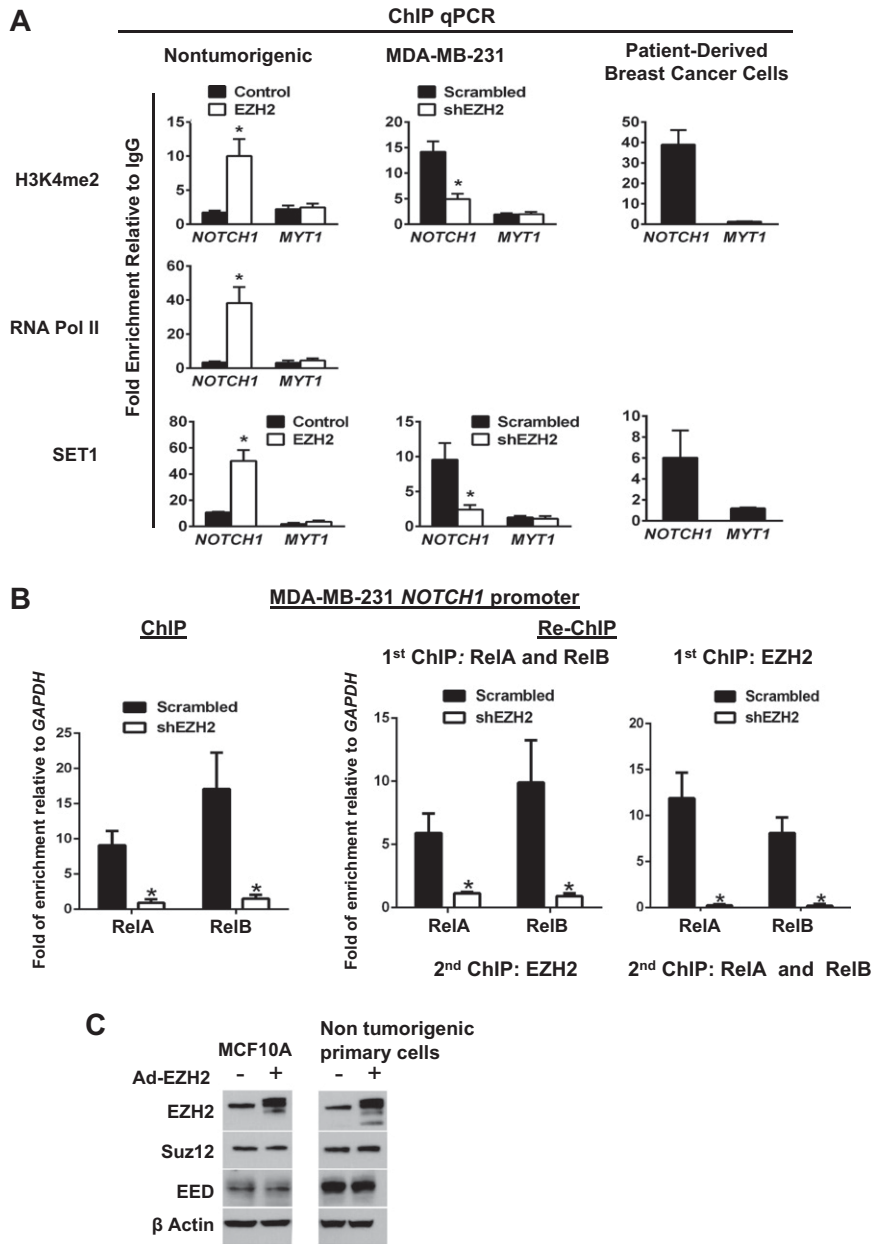 A
ChIP qPCR
Nontumorigenic
MDA-MB-231
Patient-Derived
Breast Cancer Cells
Fold Enrichment Relative to IgG
H3K4me2
Control
EZH2
15
10
5
0
*
NOTCH1 MYT1
Scrambled
shEZH2
20
15
10
5
0
*
NOTCH1 MYT1
50
40
30
20
10
0
NOTCH1 MYT1
RNA Pol II
60
40
20
0
*
NOTCH1 MYT1
SET1
Control
EZH2
80
60
40
20
0
*
NOTCH1 MYT1
Scrambled
shEZH2
15
10
5
0
*
NOTCH1 MYT1
10
8
6
4
2
0
NOTCH1 MYT1
B
MDA-MB-231 NOTCH1 promoter
ChIP
Re-ChIP
1st ChIP: RelA and RelB
1st ChIP: EZH2
Scrambled
shEZH2
Fold of enrichment relative to GAPDH
25
20
15
10
5
0
* *
RelA RelB
Scrambled
shEZH2
Fold of enrichment relative to GAPDH
15
10
5
0
* *
RelA RelB
2nd ChIP: EZH2
Scrambled
shEZH2
20
15
10
5
0
* *
RelA RelB
2nd ChIP: RelA and RelB
C
MCF10A
Non tumorigenic
primary cells
Ad-EZH2 - + - +
EZH2
Suz12
EED
β Actin